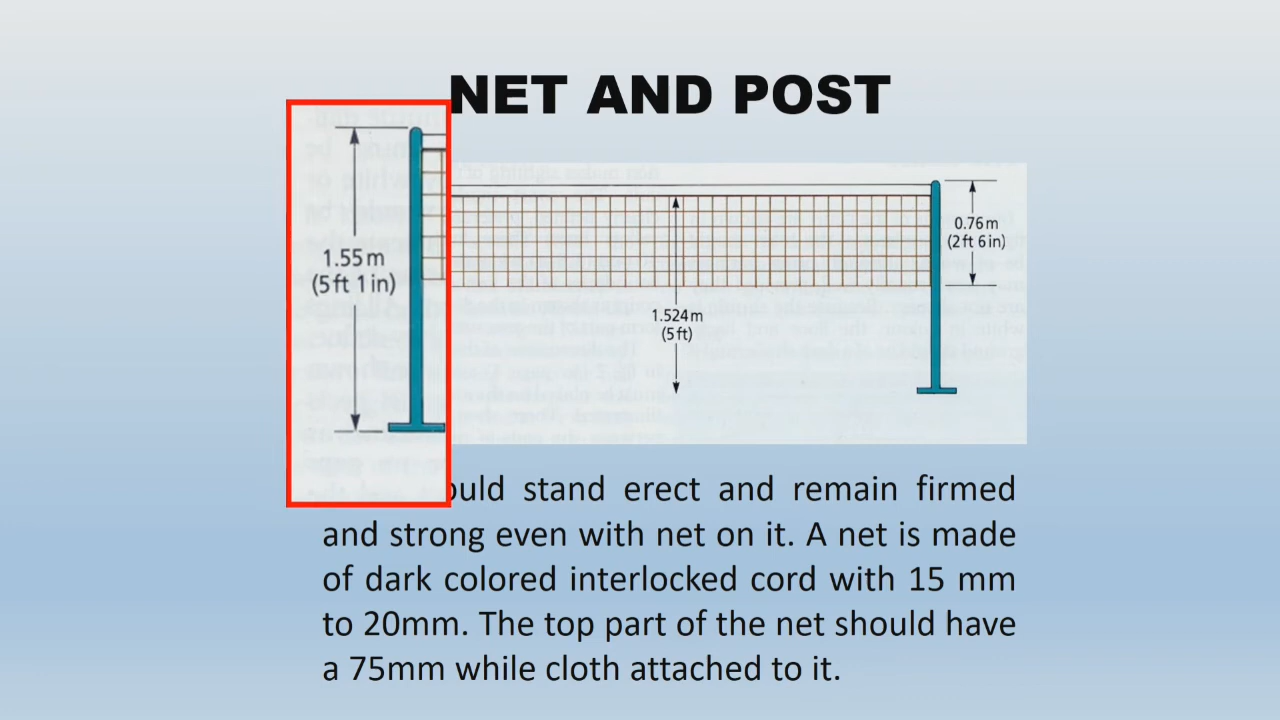 NET AND POST
1.55 m
(5 ft 1 in)
0.76 m
(2 ft 6 in)
1.524 m
(5 ft)
stand erect and remain firmed
and strong even with net on it. A net is made
of dark colored interlocked cord with 15 mm
to 20mm. The top part of the net should have
a 75mm while cloth attached to it.